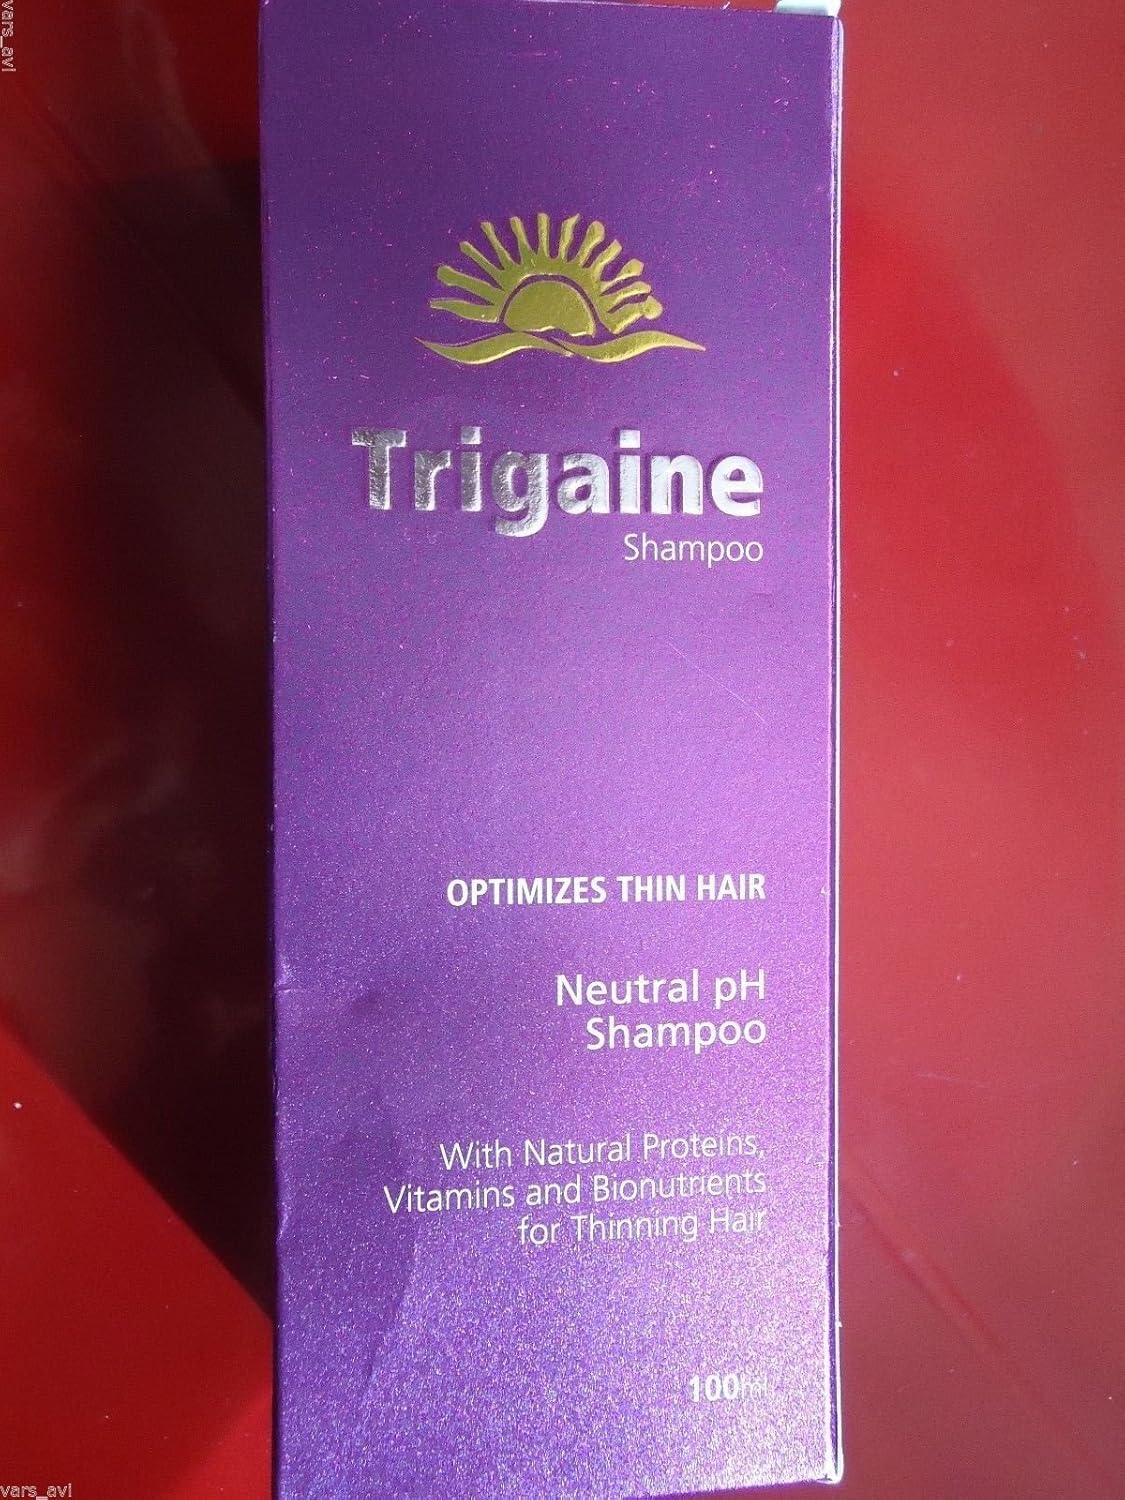 vars_avi
Trigaine
Shampoo
OPTIMIZES THIN HAIR
Neutral pH
Shampoo
With Natural Proteins,
Vitamins and Bionutrients
for Thinning Hair
100ml
vars_avi